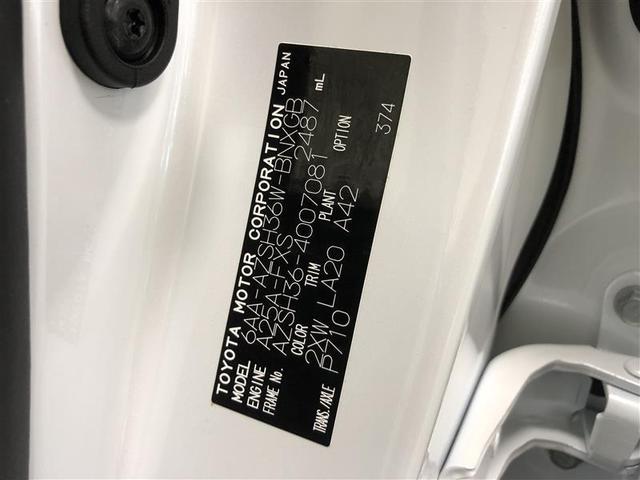 TOYOTA MOTOR CORPORATION JAPAN
MODEL 6AA-AZSH36W-BNXGB
ENGINE A25A-FXS 2487 mL
FRAME No. AZSH36-4007081
COLOR TRIM PLANT OPTION
2XW LA20 A42 374
TRANS./AXLE P710